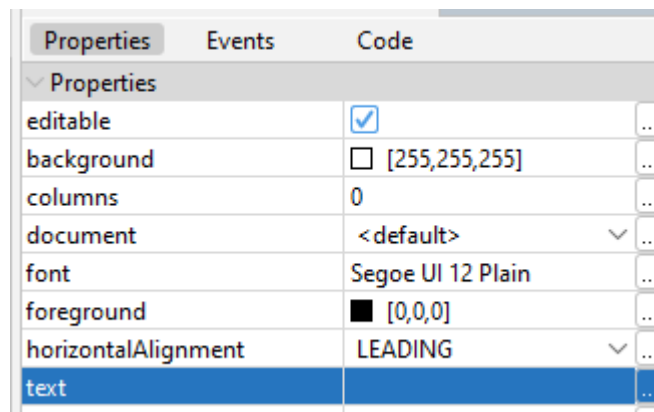 Properties Events Code
Properties
editable ...
background [255,255,255] ...
columns 0 ...
document <default> ...
font Segoe UI 12 Plain ...
foreground [0,0,0] ...
horizontalAlignment LEADING ...
text ...